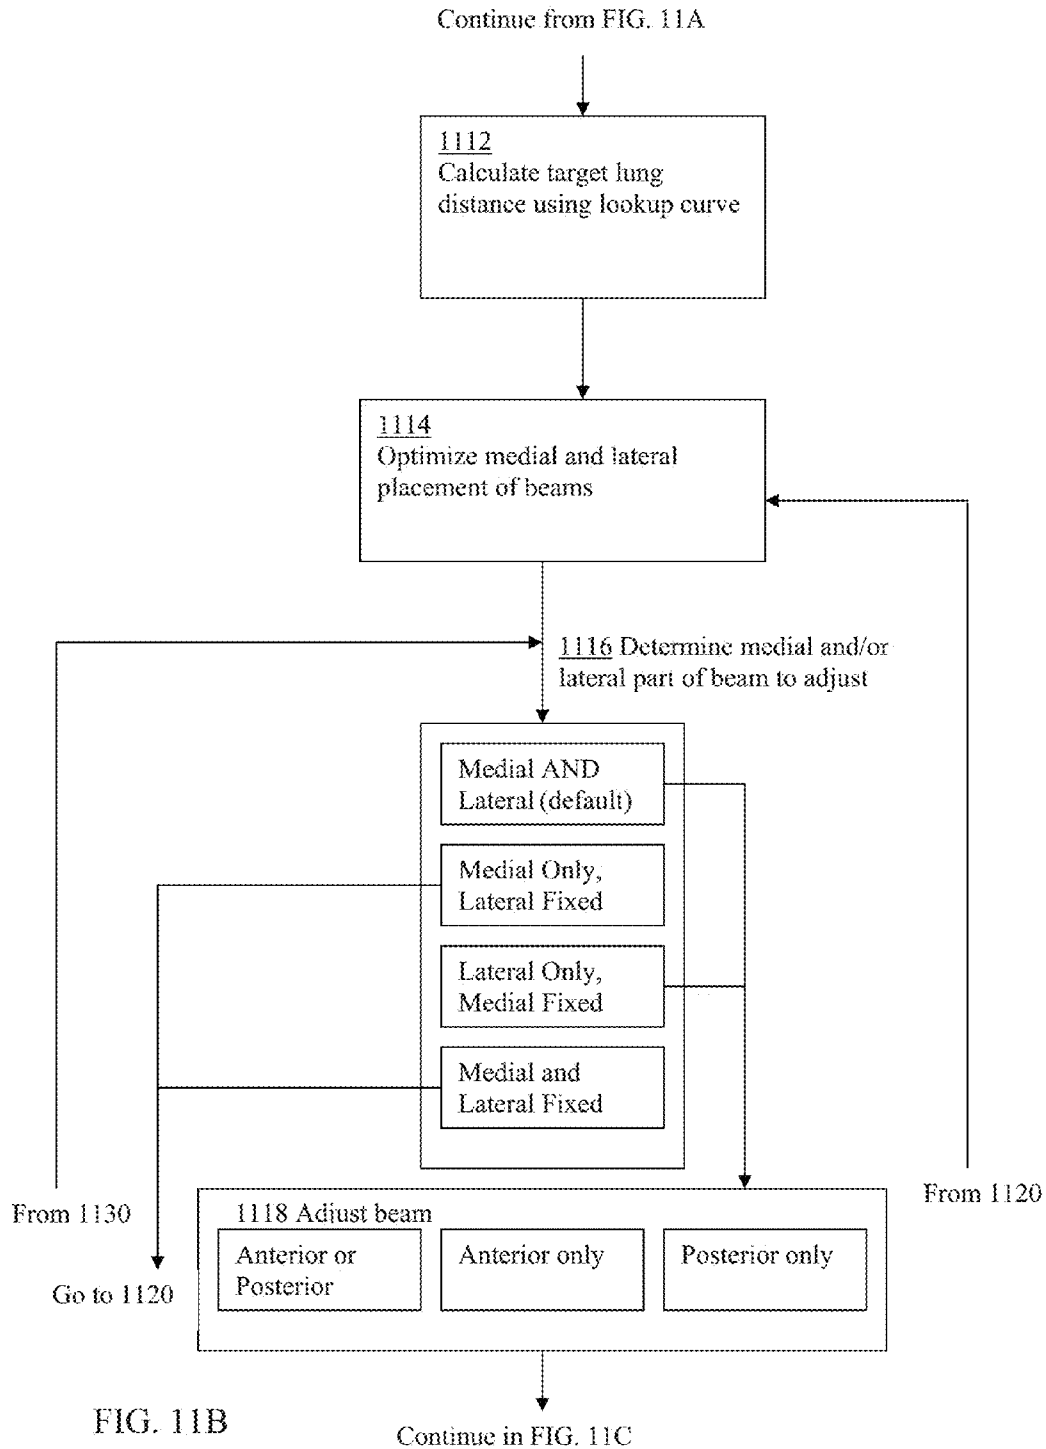 Continue from FIG. 11A
1112
Calculate target lung
distance using lookup curve
1114
Optimize medial and lateral
placement of beams
1116 Determine medial and/or
lateral part of beam to adjust
Medial AND
Lateral (default)
Medial Only,
Lateral Fixed
Lateral Only,
Medial Fixed
Medial and
Lateral Fixed
From 1130
From 1120
Go to 1120
1118 Adjust beam
Anterior or
Posterior
Anterior only
Posterior only
FIG. 11B
Continue in FIG. 11C